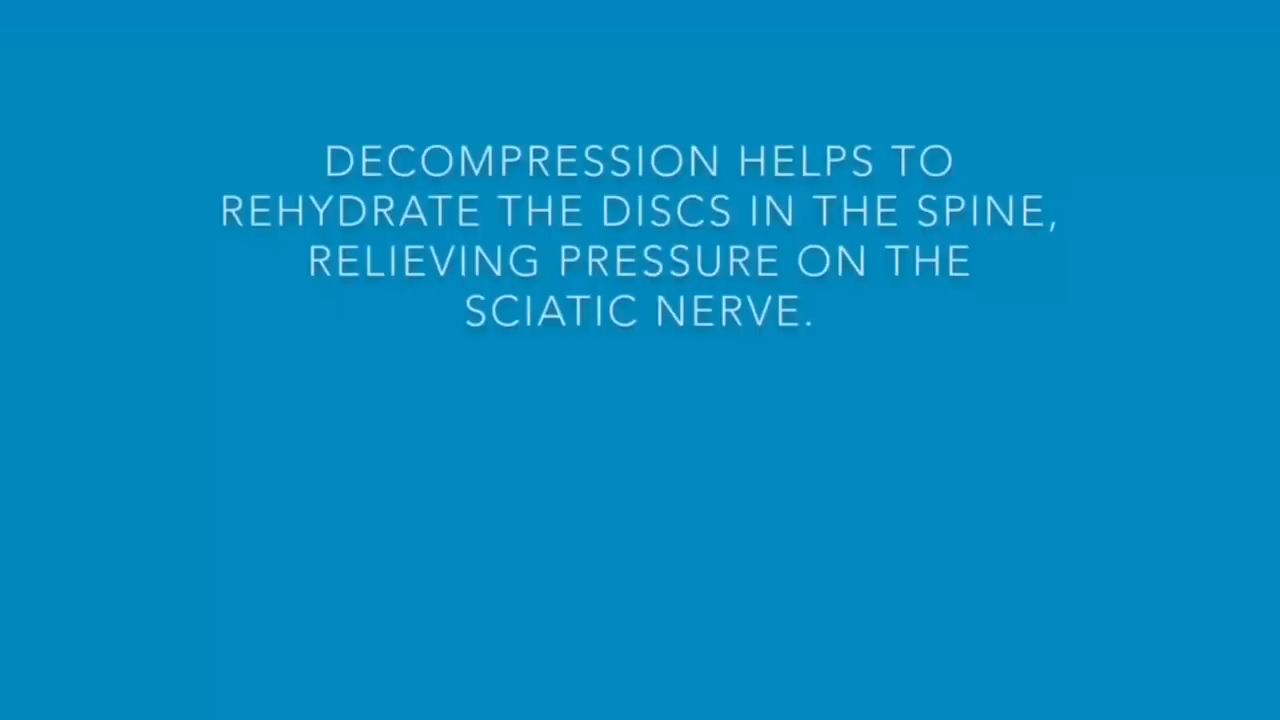 DECOMPRESSION HELPS TO
REHYDRATE THE DISCS IN THE SPINE,
RELIEVING PRESSURE ON THE
SCIATIC NERVE.